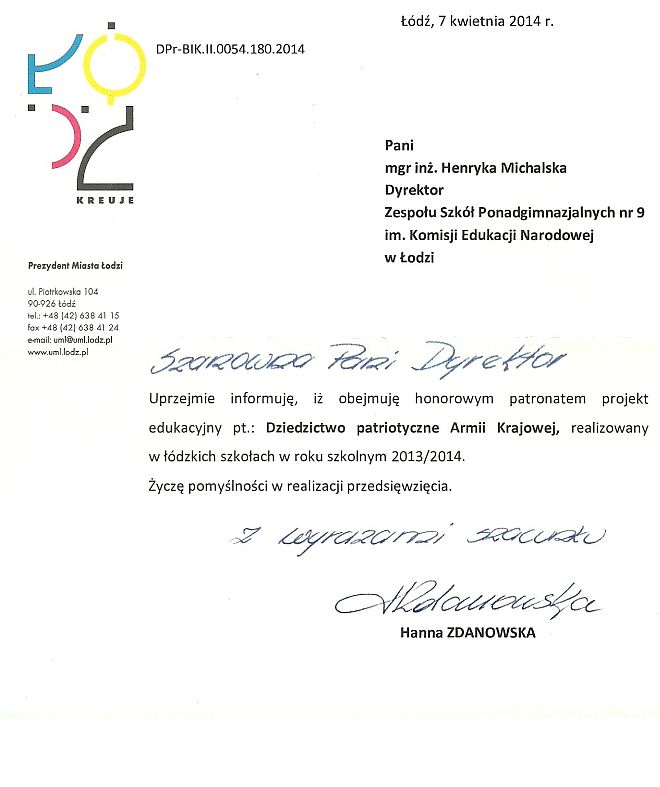 Łódź, 7 kwietnia 2014 r.
DPr-BIK.II.0054.180.2014
ŁÓDŹ
KREUJE
Pani
mgr inż. Henryka Michalska
Dyrektor
Zespołu Szkół Ponadgimnazjalnych nr 9
im. Komisji Edukacji Narodowej
w Łodzi
Prezydent Miasta Łodzi
ul. Piotrkowska 104
90-926 Łódź
tel.: +48 (42) 638 41 15
fax +48 (42) 638 41 24
e-mail: uml@uml.lodz.pl
www.uml.lodz.pl
Szanowna Pani Dyrektor
Uprzejmie informuję, iż obejmuję honorowym patronatem projekt
edukacyjny pt.: Dziedzictwo patriotyczne Armii Krajowej, realizowany
w łódzkich szkołach w roku szkolnym 2013/2014.
Życzę pomyślności w realizacji przedsięwzięcia.
z wyrazami szacunku
HZdanowska
Hanna ZDANOWSKA